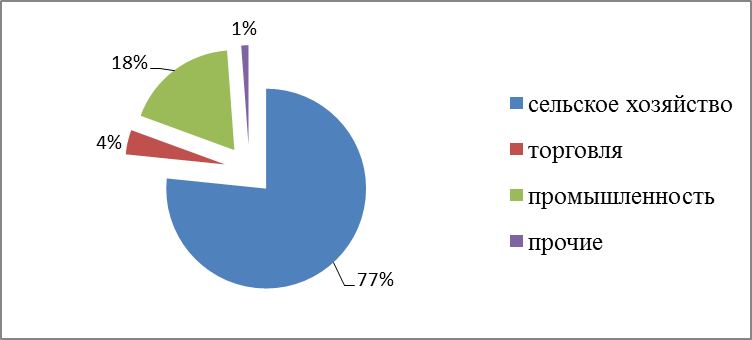 1%
18%
4%
77%
сельское хозяйство
торговля
промышленность
прочие